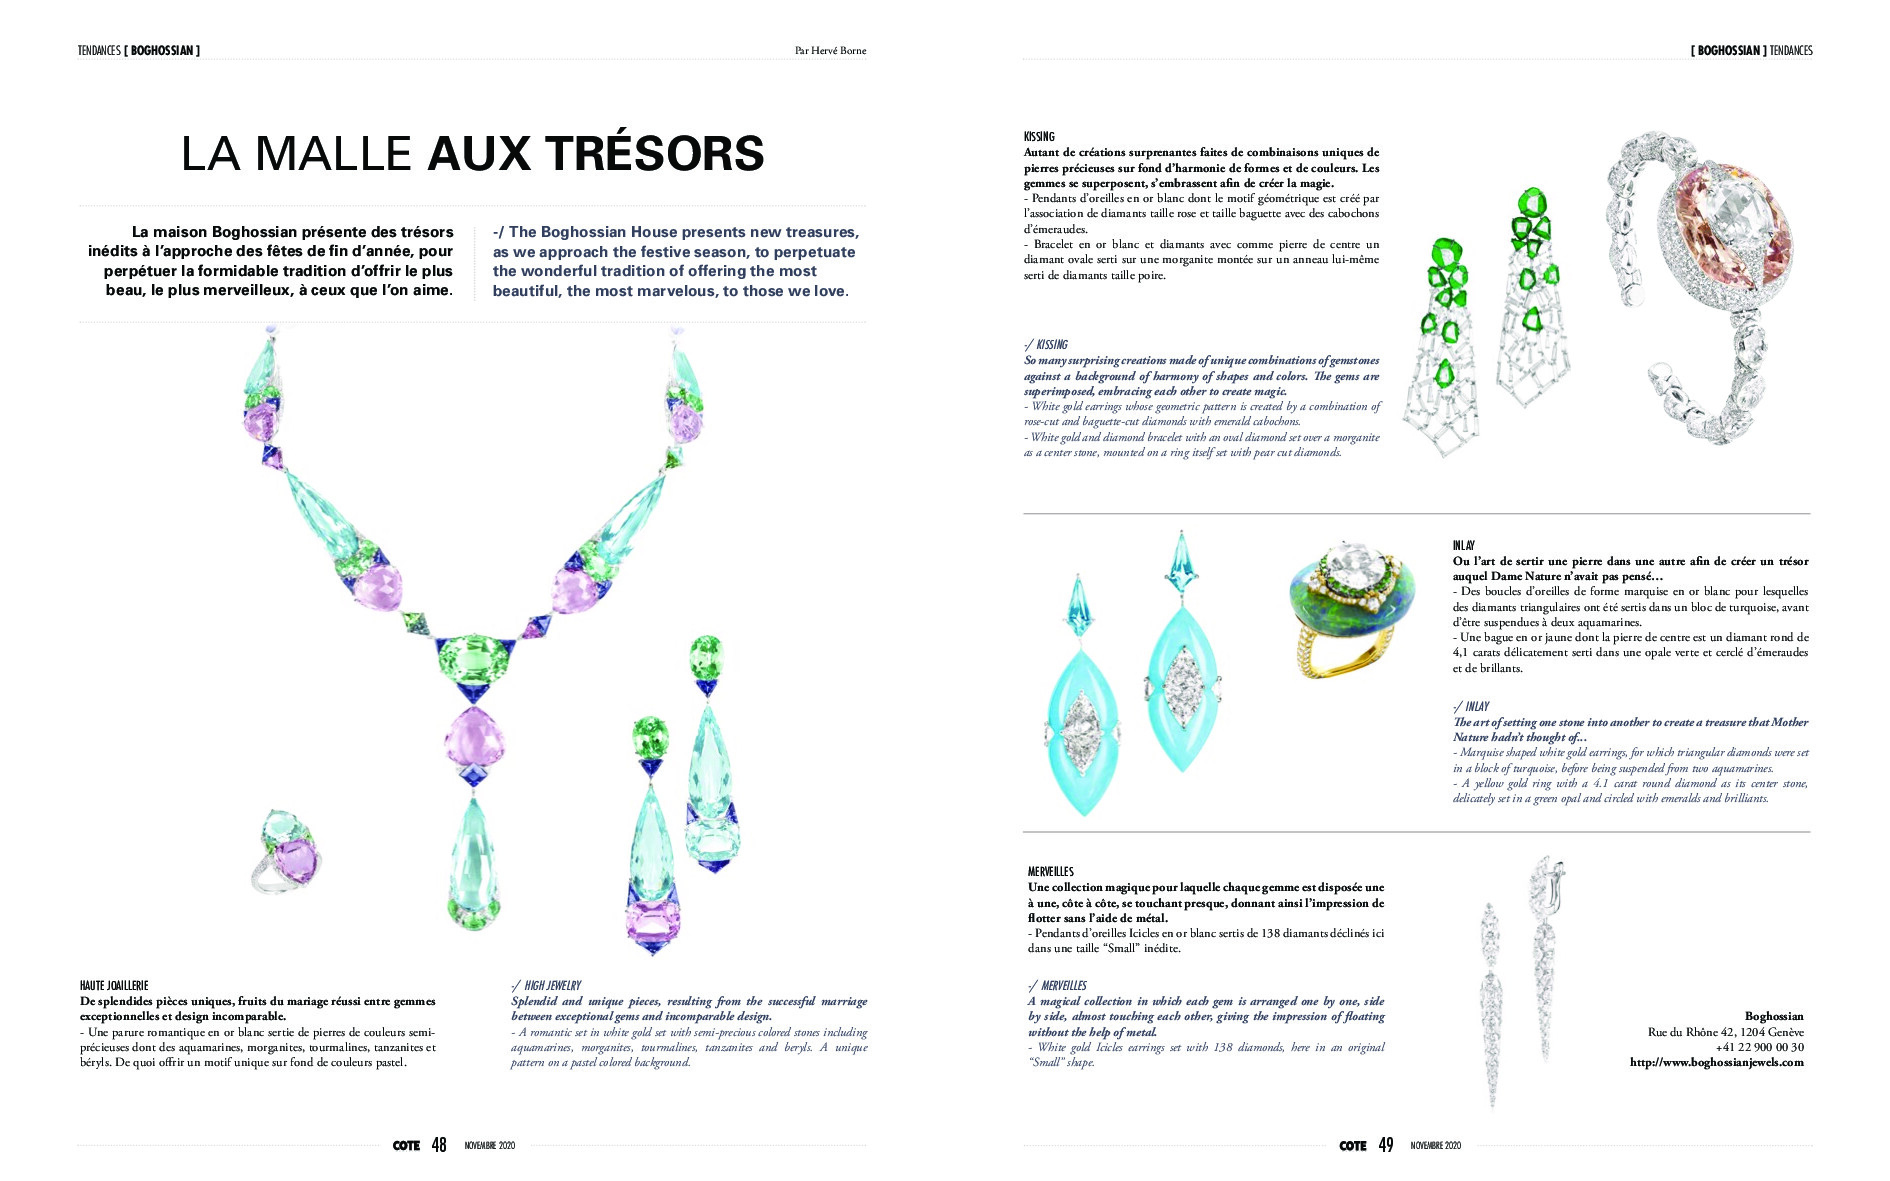 TENDANCES [ BOGHOSSIAN ]
Par Hervé Borne
LA MALLE AUX TRÉSORS
La maison Boghossian présente des trésors
inédits à l'approche des fêtes de fin d'année, pour
perpétuer la formidable tradition d'offrir le plus
beau, le plus merveilleux, à ceux que l'on aime.
-/ The Boghossian House presents new treasures,
as we approach the festive season, to perpetuate
the wonderful tradition of offering the most
beautiful, the most marvelous, to those we love.
HAUTE JOAILLERIE
De splendides pièces uniques, fruits du mariage réussi entre gemmes
exceptionnelles et design incomparable.
- Une parure romantique en or blanc sertie de pierres de couleurs semi-
précieuses dont des aquamarines, morganites, tourmalines, tanzanites et
béryls. De quoi offrir un motif unique sur fond de couleurs pastel.
-/ HIGH JEWELRY
Splendid and unique pieces, resulting from the successful marriage
between exceptional gems and incomparable design.
- A romantic set in white gold set with semi-precious colored stones including
aquamarines, morganites, tourmalines, tanzanites and beryls. A unique
pattern on a pastel colored background.
COTE 48 NOVEMBRE 2020
[ BOGHOSSIAN ] TENDANCES
KISSING
Autant de créations surprenantes faites de combinaisons uniques de
pierres précieuses sur fond d'harmonie de formes et de couleurs. Les
gemmes se superposent, s'embrassent afin de créer la magie.
- Pendants d'oreilles en or blanc dont le motif géométrique est créé par
l'association de diamants taille rose et taille baguette avec des cabochons
d'émeraudes.
- Bracelet en or blanc et diamants avec comme pierre de centre un
diamant ovale serti sur une morganite montée sur un anneau lui-même
serti de diamants taille poire.
-/ KISSING
So many surprising creations made of unique combinations of gemstones
against a background of harmony of shapes and colors. The gems are
superimposed, embracing each other to create magic.
- White gold earrings whose geometric pattern is created by a combination of
rose-cut and baguette-cut diamonds with emerald cabochons.
- White gold and diamond bracelet with an oval diamond set over a morganite
as a center stone, mounted on a ring itself set with pear cut diamonds.
INLAY
Ou l'art de sertir une pierre dans une autre afin de créer un trésor
auquel Dame Nature n'avait pas pensé…
- Des boucles d'oreilles de forme marquise en or blanc pour lesquelles
des diamants triangulaires ont été sertis dans un bloc de turquoise, avant
d'être suspendues à deux aquamarines.
- Une bague en or jaune dont la pierre de centre est un diamant rond de
4,1 carats délicatement serti dans une opale verte et cerclé d'émeraudes
et de brillants.
-/ INLAY
The art of setting one stone into another to create a treasure that Mother
Nature hadn't thought of...
- Marquise shaped white gold earrings, for which triangular diamonds were set
in a block of turquoise, before being suspended from two aquamarines.
- A yellow gold ring with a 4.1 carat round diamond as its center stone,
delicately set in a green opal and circled with emeralds and brilliants.
MERVEILLES
Une collection magique pour laquelle chaque gemme est disposée une
à une, côte à côte, se touchant presque, donnant ainsi l'impression de
flotter sans l'aide de métal.
- Pendants d'oreilles Icicles en or blanc sertis de 138 diamants déclinés ici
dans une taille “Small” inédite.
-/ MERVEILLES
A magical collection in which each gem is arranged one by one, side
by side, almost touching each other, giving the impression of floating
without the help of metal.
- White gold Icicles earrings set with 138 diamonds, here in an original
“Small” shape.
Boghossian
Rue du Rhône 42, 1204 Genève
+41 22 900 00 30
http://www.boghossianjewels.com
COTE 49 NOVEMBRE 2020